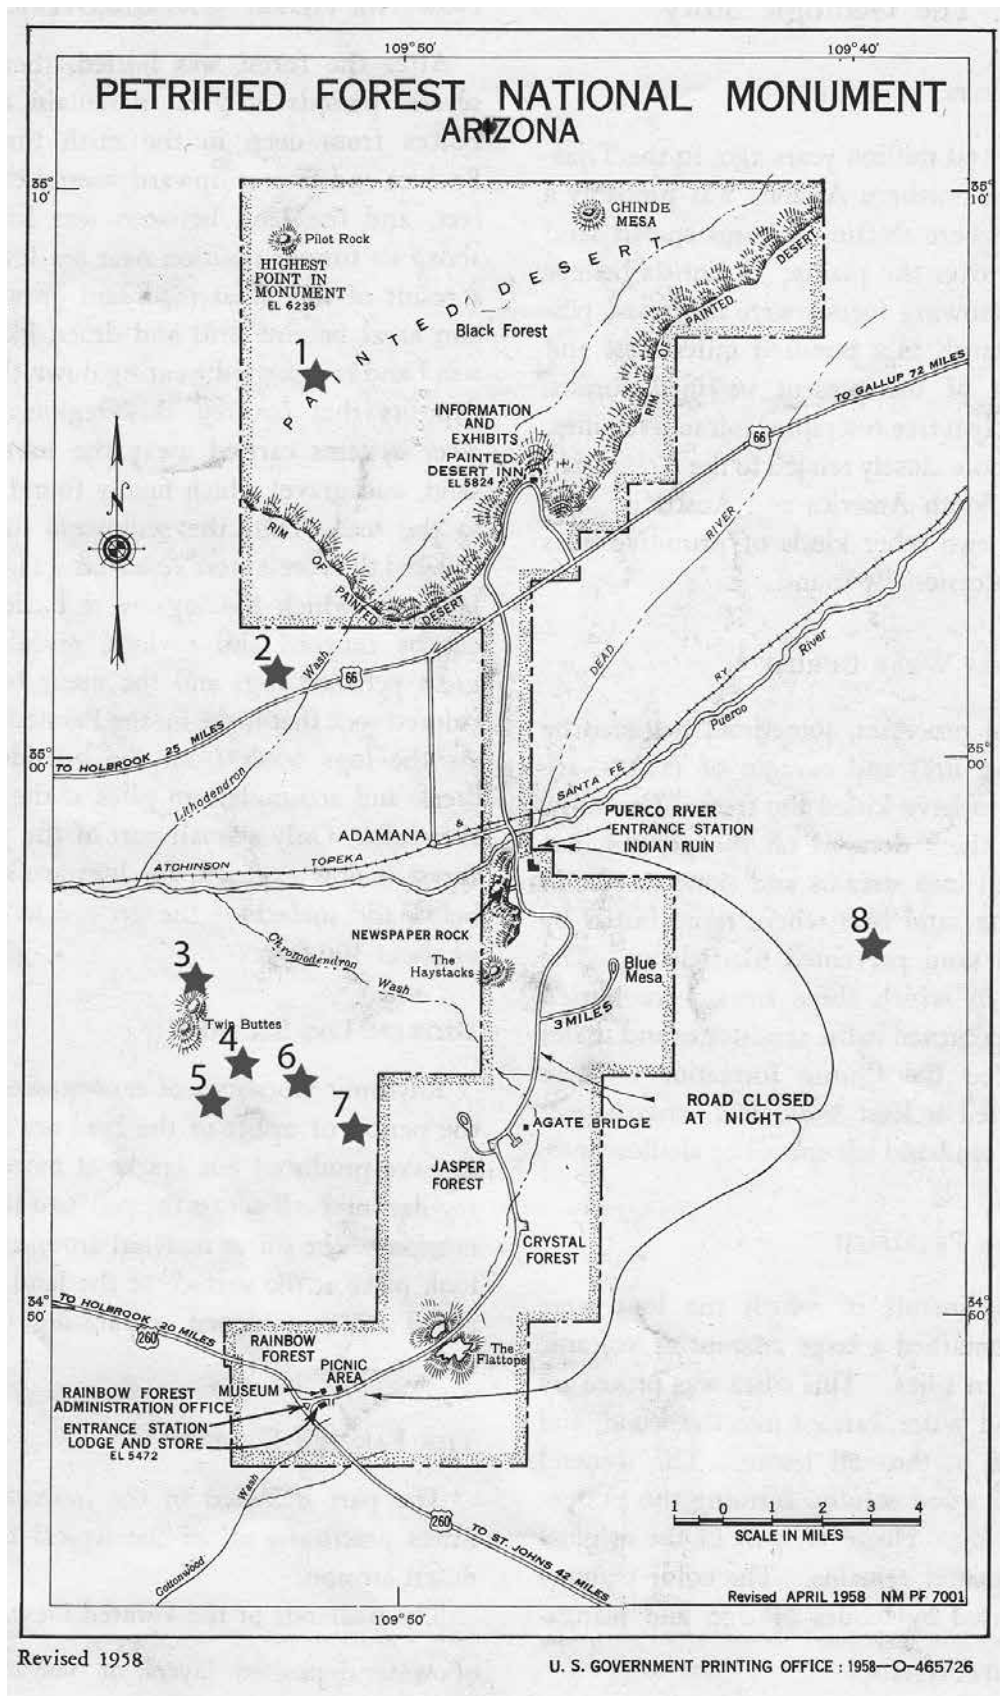 109°50'
109°40'
PETRIFIED FOREST NATIONAL MONUMENT
ARIZONA
35°
10'
35°
10'
CHINDE
MESA
Pilot Rock
HIGHEST
POINT IN
MONUMENT
EL 6235
PAINTED DESERT
Black Forest
RIM OF PAINTED DESERT
1
TO GALLUP 72 MILES
66
INFORMATION
AND
EXHIBITS
PAINTED
DESERT INN
EL 5824
N
RIM OF PAINTED DESERT
DEAD RIVER
2
Wash
66
RY.
River
Puerco
35°
00'
TO HOLBROOK 25 MILES
35°
00'
Lithodendron
SANTA FE
&
PUERCO RIVER
ENTRANCE STATION
INDIAN RUIN
ADAMANA
ATCHINSON TOPEKA
8
NEWSPAPER ROCK
Chromodendron Wash
3
The
Haystacks
Blue
Mesa
3 MILES
Twin Buttes
4
5
6
7
ROAD CLOSED
AT NIGHT
AGATE BRIDGE
JASPER
FOREST
CRYSTAL
FOREST
34°
50'
TO HOLBROOK 20 MILES
34°
50'
260
RAINBOW
FOREST
The
Flattops
PICNIC
AREA
MUSEUM
RAINBOW FOREST
ADMINISTRATION OFFICE
ENTRANCE STATION
LODGE AND STORE
EL 5472
Wash
Cottonwood
260
TO ST. JOHNS 42 MILES
1 0 1 2 3 4
SCALE IN MILES
Revised APRIL 1958 NM PF 7001
109°50'
Revised 1958
U. S. GOVERNMENT PRINTING OFFICE : 1958—O-465726